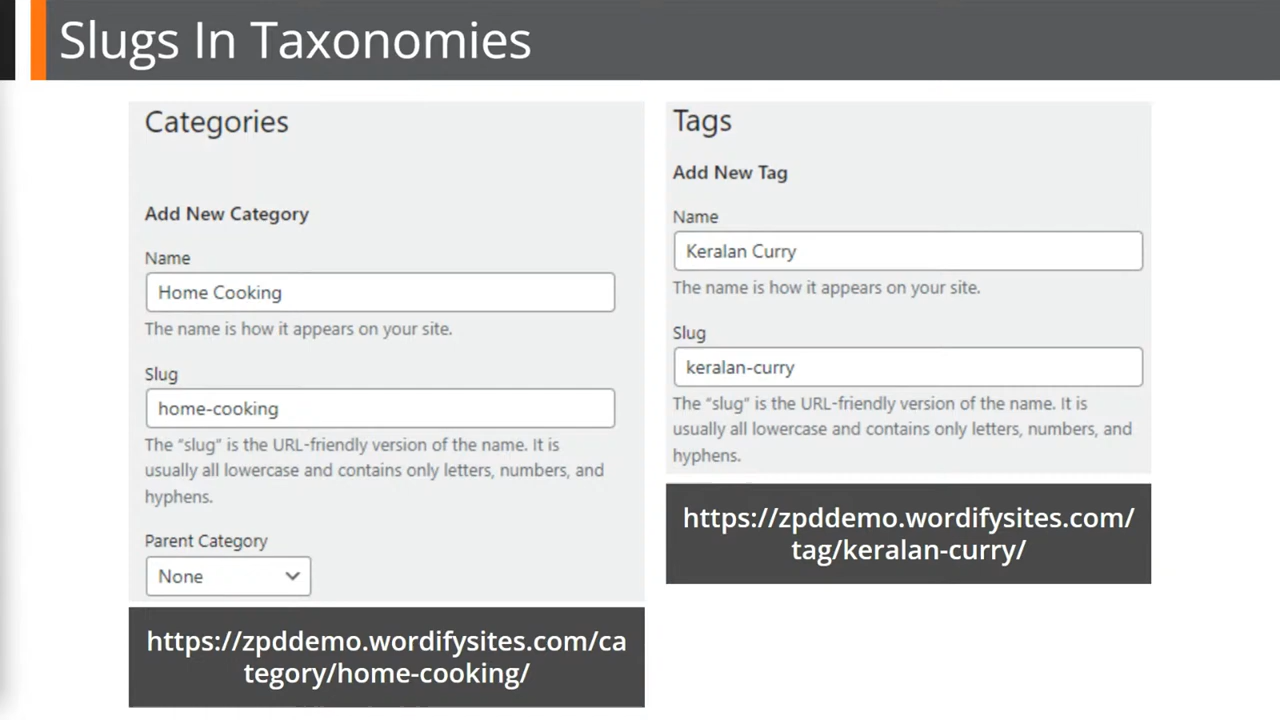 Slugs In Taxonomies
Categories
Add New Category
Name
Home Cooking
The name is how it appears on your site.
Slug
home-cooking
The “slug” is the URL-friendly version of the name. It is
usually all lowercase and contains only letters, numbers, and
hyphens.
Parent Category
None
https://zpddemo.wordifysites.com/ca
tegory/home-cooking/
Tags
Add New Tag
Name
Keralan Curry
The name is how it appears on your site.
Slug
keralan-curry
The “slug” is the URL-friendly version of the name. It is
usually all lowercase and contains only letters, numbers, and
hyphens.
https://zpddemo.wordifysites.com/
tag/keralan-curry/